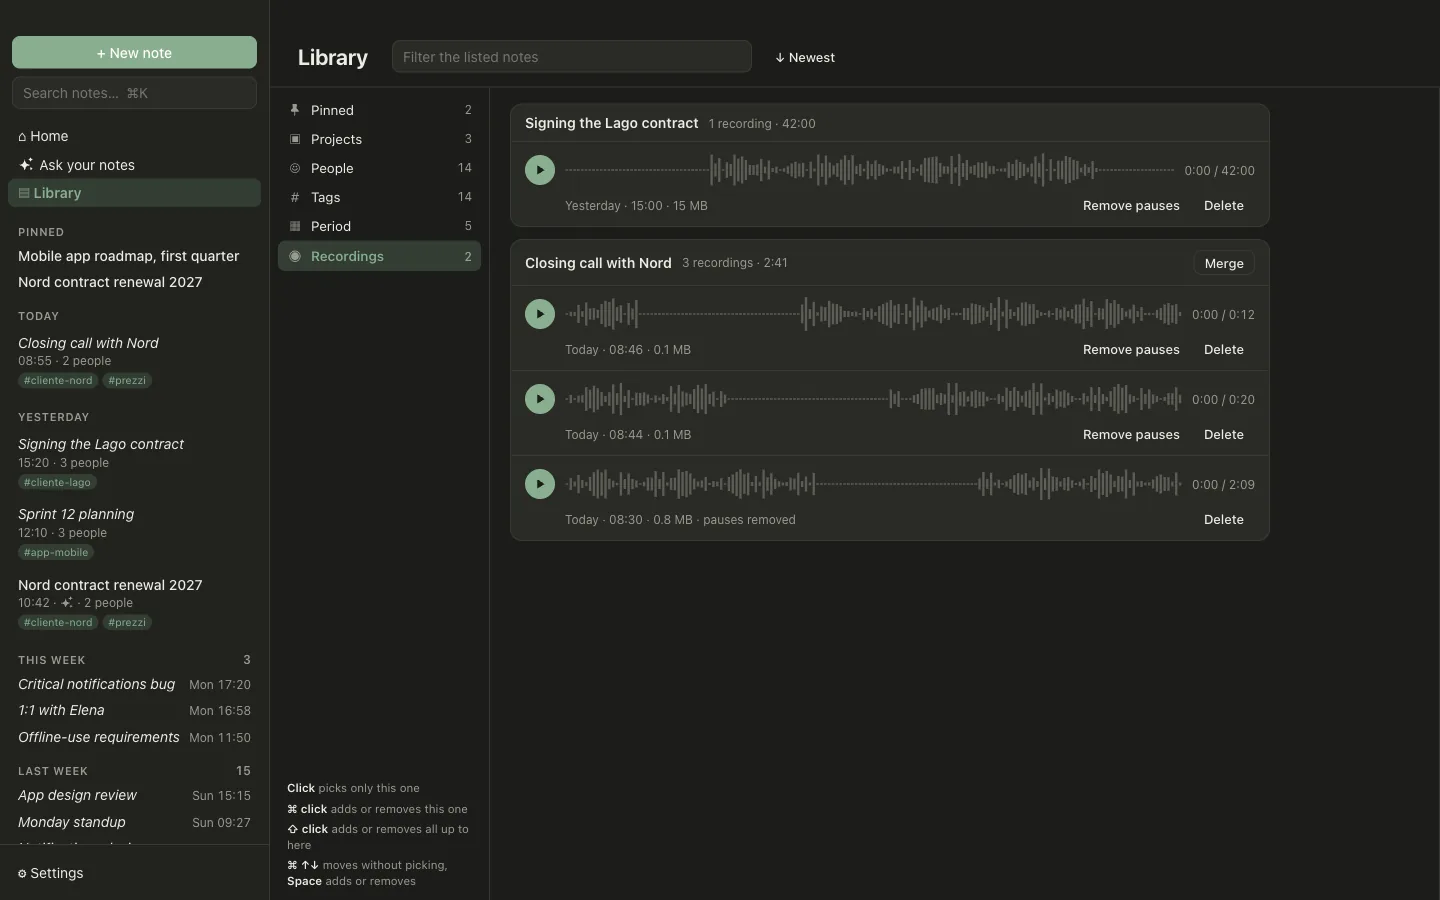 + New note
Search notes... ⌘K
⌂ Home
Ask your notes
Library
PINNED
Mobile app roadmap, first quarter
Nord contract renewal 2027
TODAY
Closing call with Nord
08:55 · 2 people
#cliente-nord #prezzi
YESTERDAY
Signing the Lago contract
15:20 · 3 people
#cliente-lago
Sprint 12 planning
12:10 · 3 people
#app-mobile
Nord contract renewal 2027
10:42 · · 2 people
#cliente-nord #prezzi
THIS WEEK 3
Critical notifications bug Mon 17:20
1:1 with Elena Mon 16:58
Offline-use requirements Mon 11:50
LAST WEEK 15
App design review Sun 15:15
Monday standup Sun 09:27
Settings
Library
Filter the listed notes
↓ Newest
Pinned 2
Projects 3
People 14
# Tags 14
Period 5
Recordings 2
Click picks only this one
⌘ click adds or removes this one
⇧ click adds or removes all up to
here
⌘ ↑↓ moves without picking,
Space adds or removes
Signing the Lago contract 1 recording · 42:00
0:00 / 42:00
Yesterday · 15:00 · 15 MB Remove pauses Delete
Closing call with Nord 3 recordings · 2:41 Merge
0:00 / 0:12
Today · 08:46 · 0.1 MB Remove pauses Delete
0:00 / 0:20
Today · 08:44 · 0.1 MB Remove pauses Delete
0:00 / 2:09
Today · 08:30 · 0.8 MB · pauses removed Delete